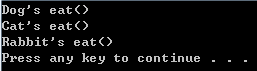 Dog's eat()
Cat's eat()
Rabbit's eat()
Press any key to continue . . .